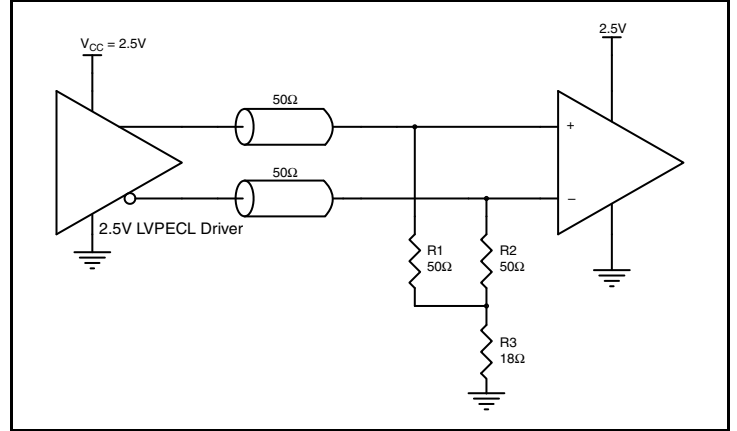 V_CC = 2.5V
2.5V
50Ω
+
50Ω
−
2.5V LVPECL Driver
R1
50Ω
R2
50Ω
R3
18Ω